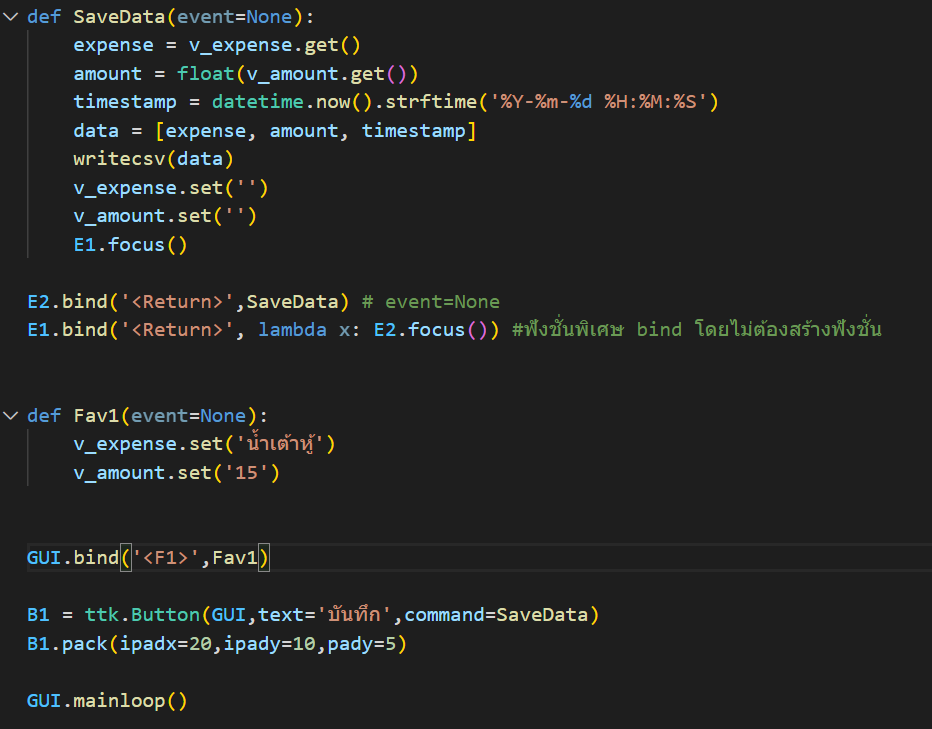 def SaveData(event=None):
    expense = v_expense.get()
    amount = float(v_amount.get())
    timestamp = datetime.now().strftime('%Y-%m-%d %H:%M:%S')
    data = [expense, amount, timestamp]
    writecsv(data)
    v_expense.set('')
    v_amount.set('')
    E1.focus()
E2.bind('<Return>',SaveData) # event=None
E1.bind('<Return>', lambda x: E2.focus()) #ฟังชั่นพิเศษ bind โดยไม่ต้องสร้างฟังชั่น
def Fav1(event=None):
    v_expense.set('น้ำเต้าหู้')
    v_amount.set('15')
GUI.bind('<F1>',Fav1)
B1 = ttk.Button(GUI,text='บันทึก',command=SaveData)
B1.pack(ipadx=20,ipady=10,pady=5)
GUI.mainloop()